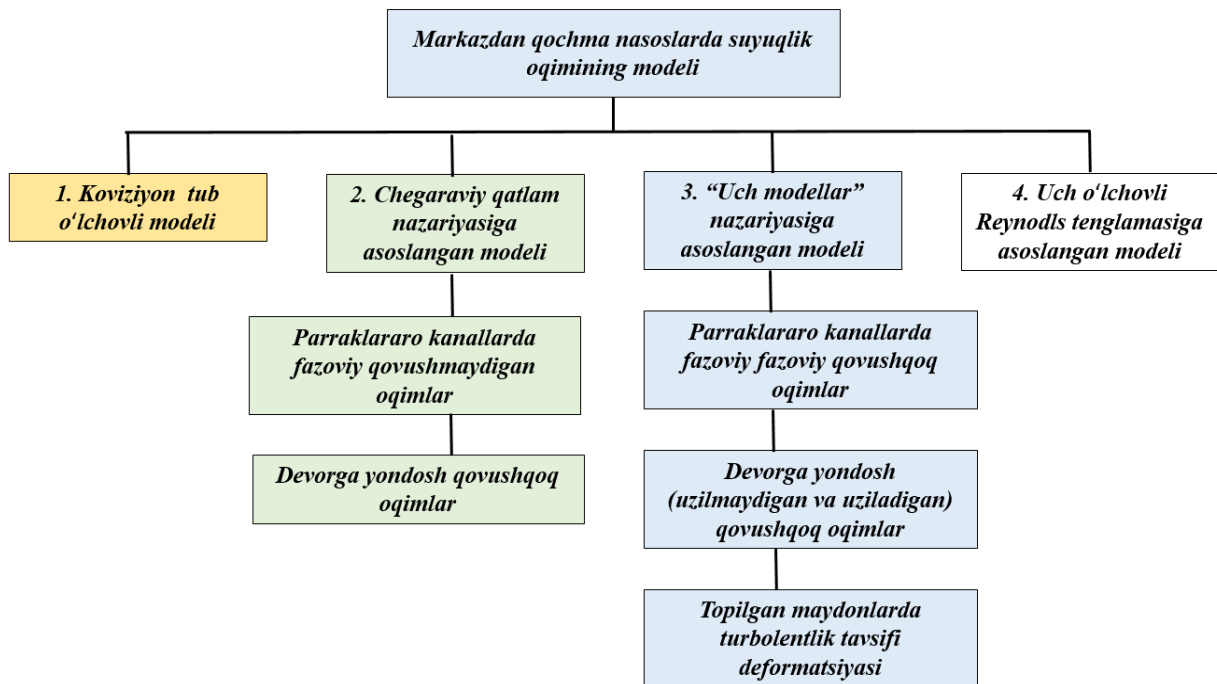 Markazdan qochma nasoslarda suyuqlik
oqimining modeli
1. Koviziyon tub
oʻlchovli modeli
2. Chegaraviy qatlam
nazariyasiga
asoslangan modeli
3. “Uch modellar”
nazariyasiga
asoslangan modeli
4. Uch oʻlchovli
Reynodls tenglamasiga
asoslangan modeli
Parraklararo kanallarda
fazoviy qovushmaydigan
oqimlar
Parraklararo kanallarda
fazoviy fazoviy qovushqoq
oqimlar
Devorga yondosh qovushqoq
oqimlar
Devorga yondosh
(uzilmaydigan va uziladigan)
qovushqoq oqimlar
Topilgan maydonlarda
turbolentlik tavsifi
deformatsiyasi